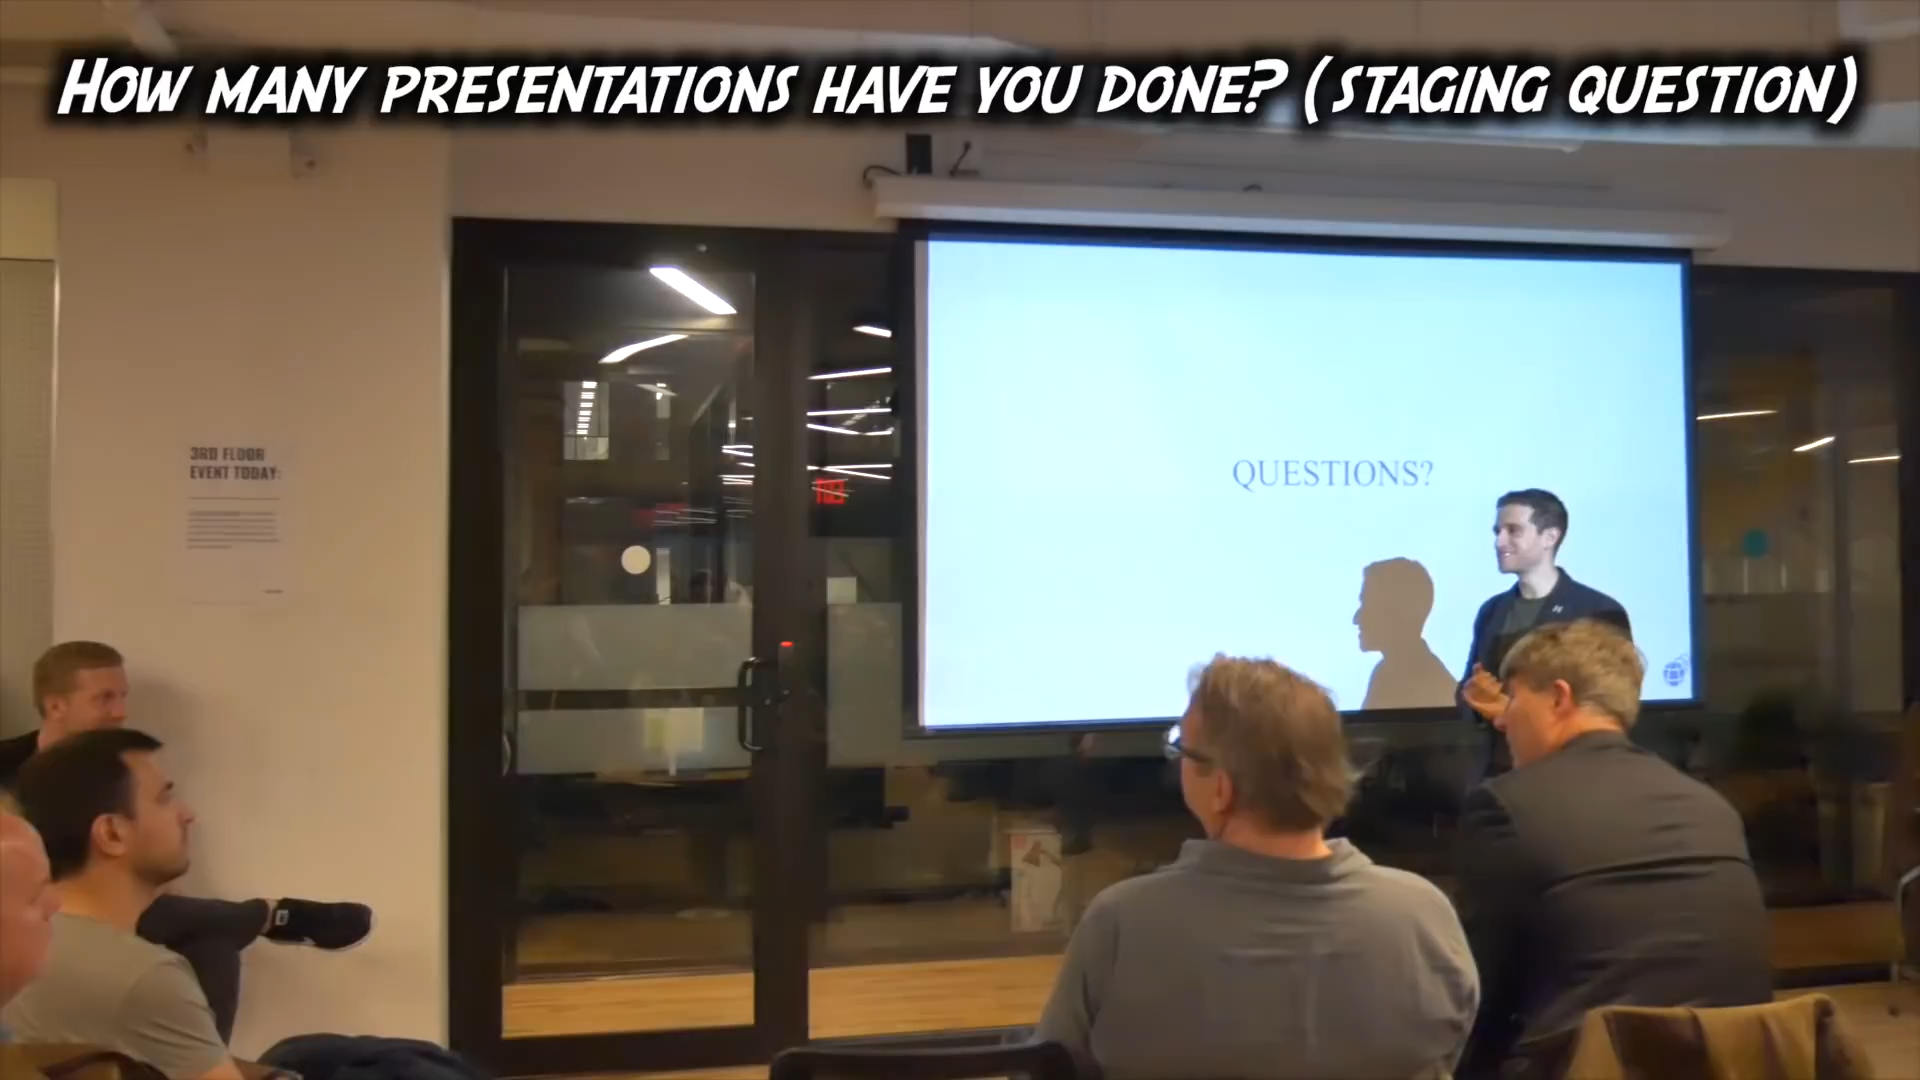 HOW MANY PRESENTATIONS HAVE YOU DONE? (STAGING QUESTION)
QUESTIONS?
3RD FLOOR
EVENT TODAY: